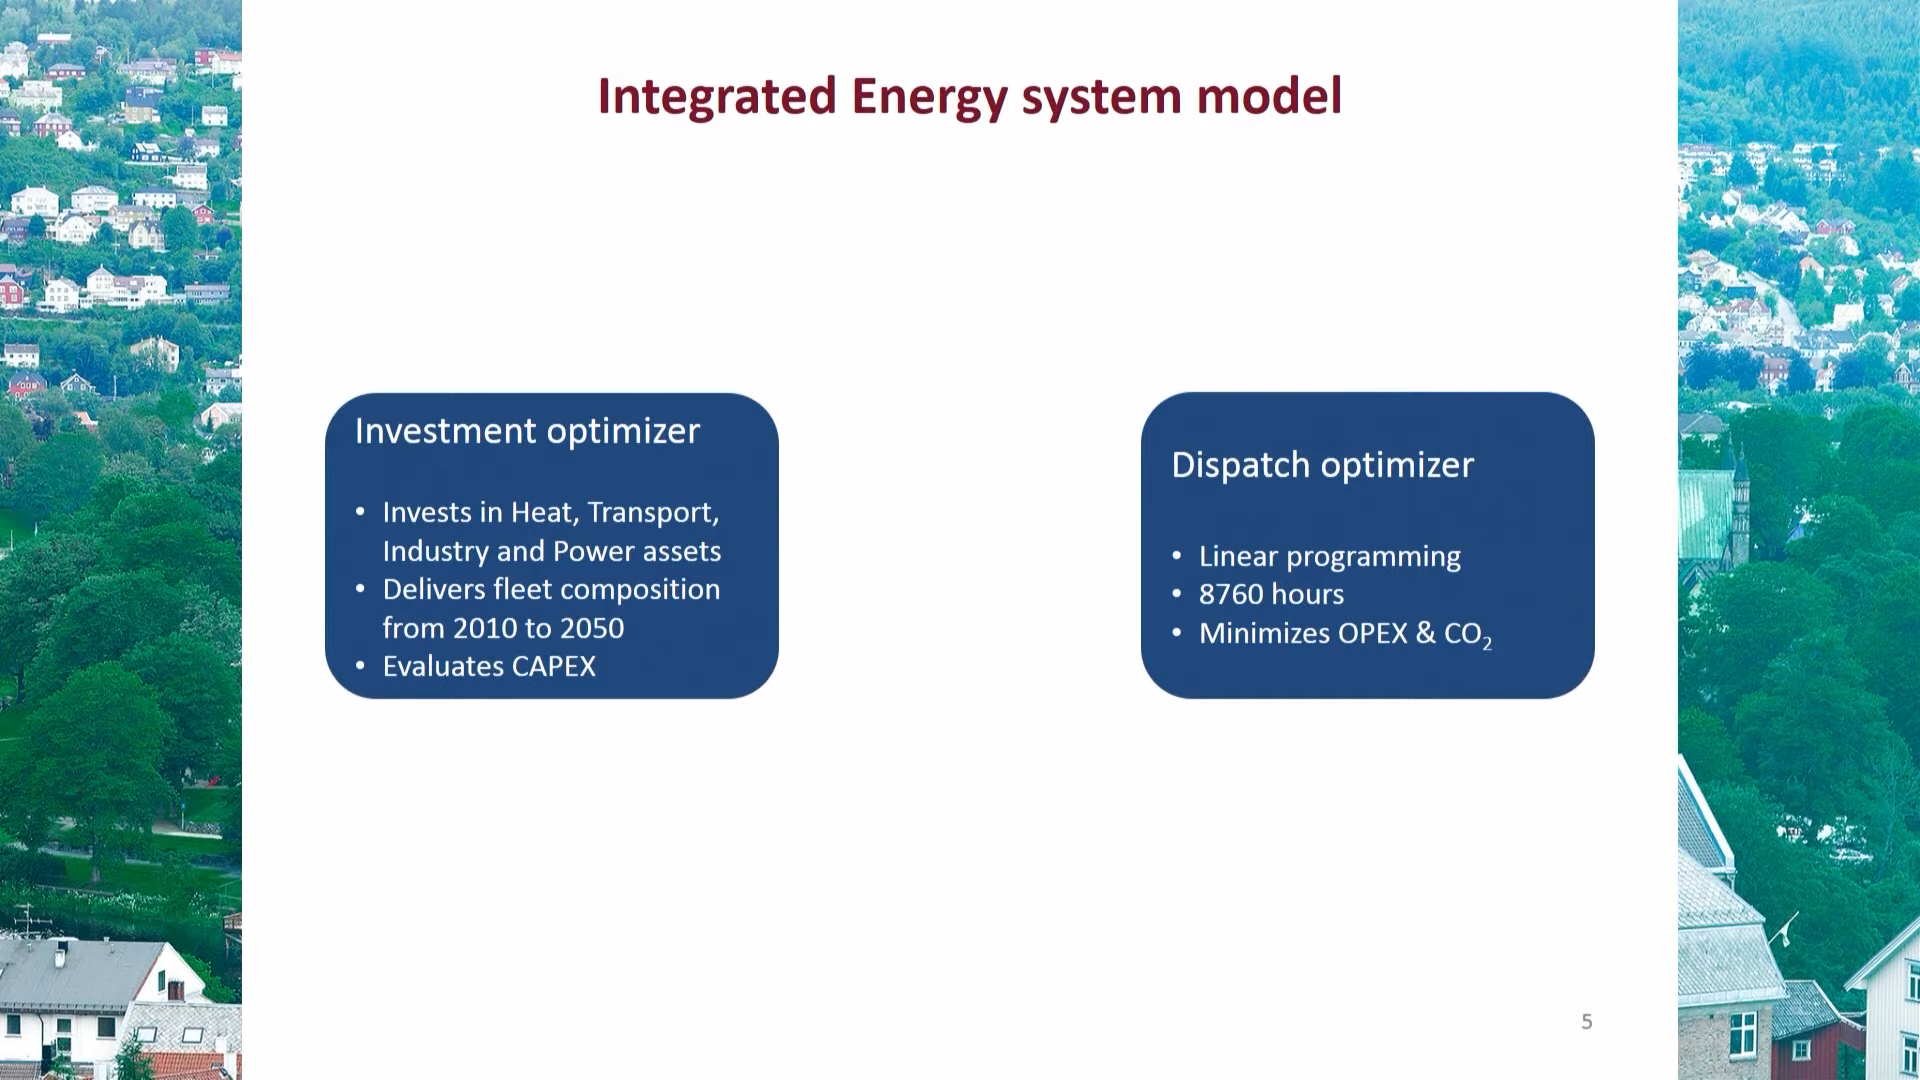 Integrated Energy system model
Investment optimizer
• Invests in Heat, Transport,
Industry and Power assets
• Delivers fleet composition
from 2010 to 2050
• Evaluates CAPEX
Dispatch optimizer
• Linear programming
• 8760 hours
• Minimizes OPEX & CO₂
5